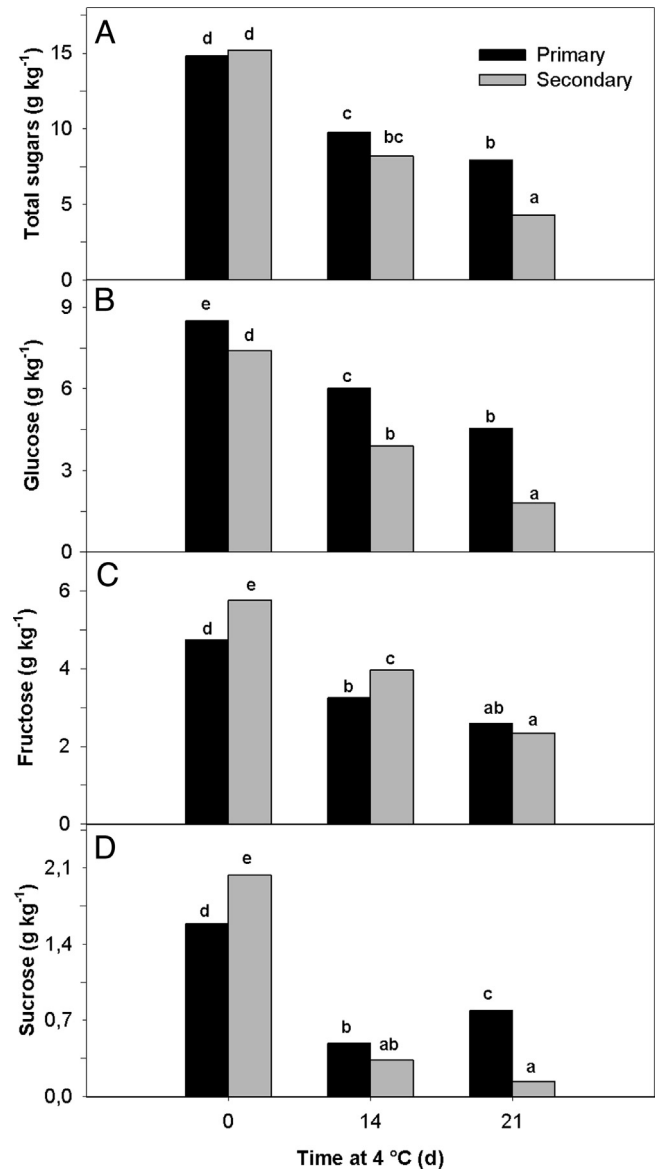 A
Total sugars (g kg⁻¹)
15
10
5
0
d d
c
bc
b
a
Primary
Secondary
B
Glucose (g kg⁻¹)
9
6
3
0
e
d
c
b
b
a
C
Fructose (g kg⁻¹)
6
4
2
0
d
e
b
c
ab
a
D
Sucrose (g kg⁻¹)
2,1
1,4
0,7
0,0
d
e
b
ab
c
a
0 14 21
Time at 4 °C (d)